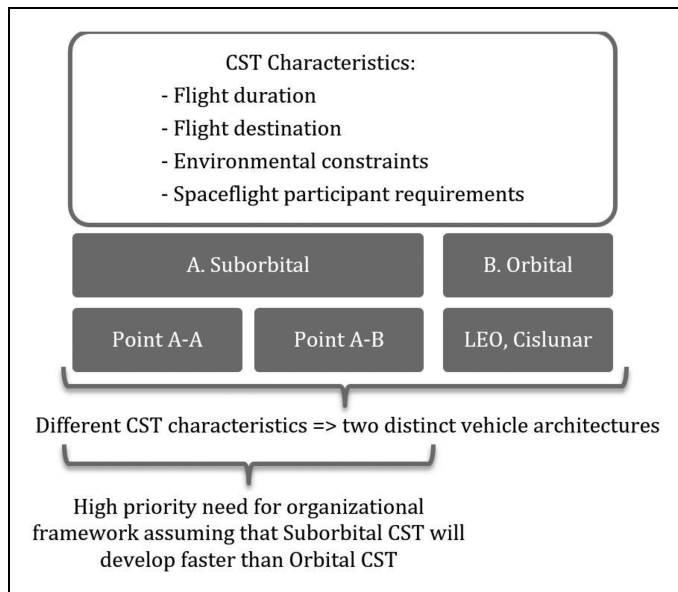 CST Characteristics:
- Flight duration
- Flight destination
- Environmental constraints
- Spaceflight participant requirements
A. Suborbital
B. Orbital
Point A-A
Point A-B
LEO, Cislunar
Different CST characteristics => two distinct vehicle architectures
High priority need for organizational
framework assuming that Suborbital CST will
develop faster than Orbital CST